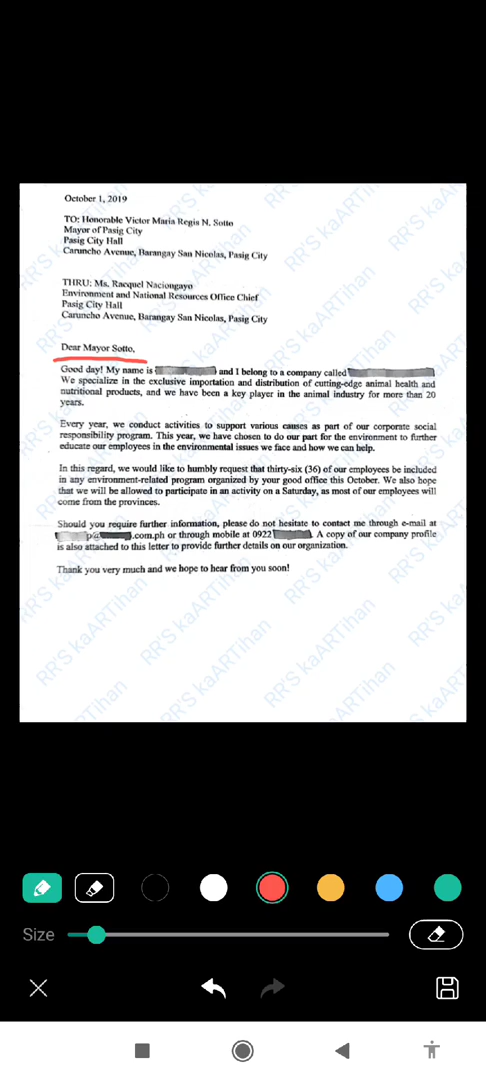 October 1, 2019
TO: Honorable Victor Maria Regis N. Sotto
Mayor of Pasig City
Pasig City Hall
Caruncho Avenue, Barangay San Nicolas, Pasig City
THRU: Ms. Racquel Naciongayo
Environment and National Resources Office Chief
Pasig City Hall
Caruncho Avenue, Barangay San Nicolas, Pasig City
Dear Mayor Sotto,
Good day! My name is and I belong to a company called
We specialize in the exclusive importation and distribution of cutting-edge animal health and
nutritional products, and we have been a key player in the animal industry for more than 20
years.
Every year, we conduct activities to support various causes as part of our corporate social
responsibility program. This year, we have chosen to do our part for the environment to further
educate our employees in the environmental issues we face and how we can help.
In this regard, we would like to humbly request that thirty-six (36) of our employees be included
in any environment-related program organized by your good office this October. We also hope
that we will be allowed to participate in an activity on a Saturday, as most of our employees will
come from the provinces.
Should you require further information, please do not hesitate to contact me through e-mail at
p@ .com.ph or through mobile at 0922 . A copy of our company profile
is also attached to this letter to provide further details on our organization.
Thank you very much and we hope to hear from you soon!
RR'S kaARTihan
Size